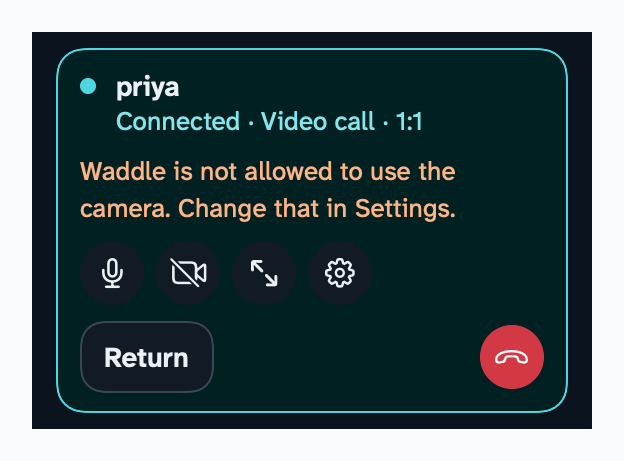 priya
Connected · Video call · 1:1
Waddle is not allowed to use the
camera. Change that in Settings.
Return